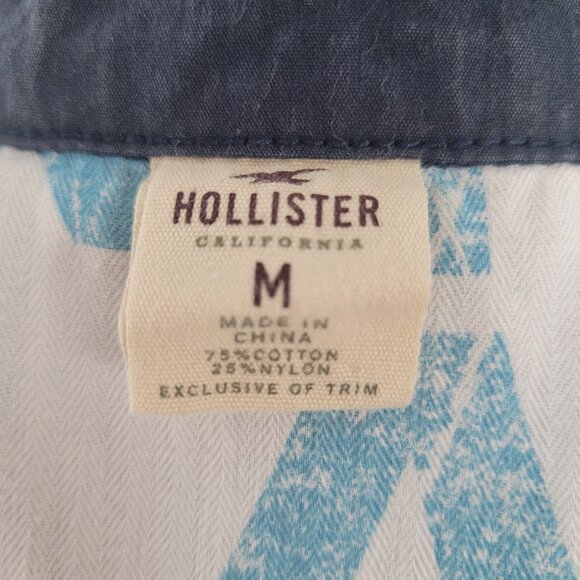 HOLLISTER
CALIFORNIA
M
MADE IN
CHINA
75%COTTON
25%NYLON
EXCLUSIVE OF TRIM